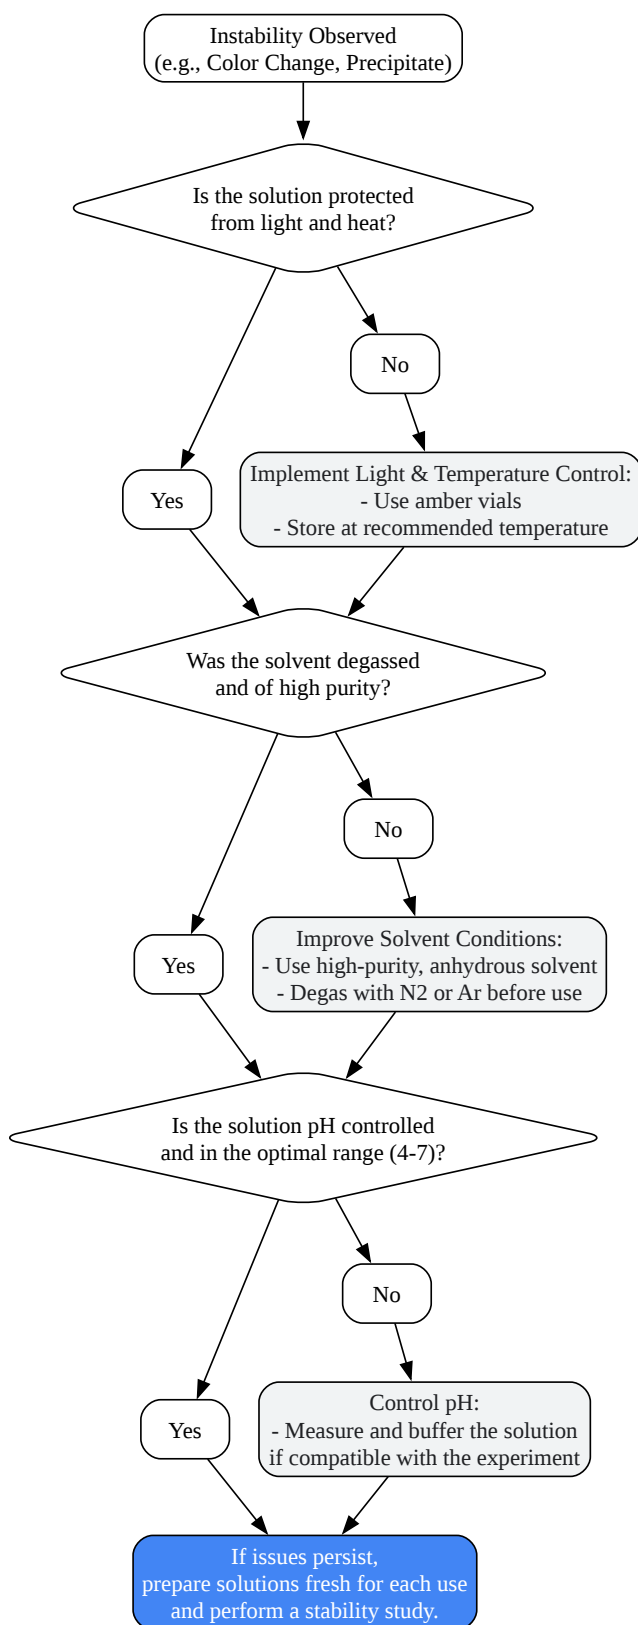 Instability Observed
(e.g., Color Change, Precipitate)
Is the solution protected
from light and heat?
No
Implement Light & Temperature Control:
- Use amber vials
- Store at recommended temperature
Yes
Was the solvent degassed
and of high purity?
No
Improve Solvent Conditions:
- Use high-purity, anhydrous solvent
- Degas with N2 or Ar before use
Yes
Is the solution pH controlled
and in the optimal range (4-7)?
No
Control pH:
- Measure and buffer the solution
if compatible with the experiment
Yes
If issues persist,
prepare solutions fresh for each use
and perform a stability study.